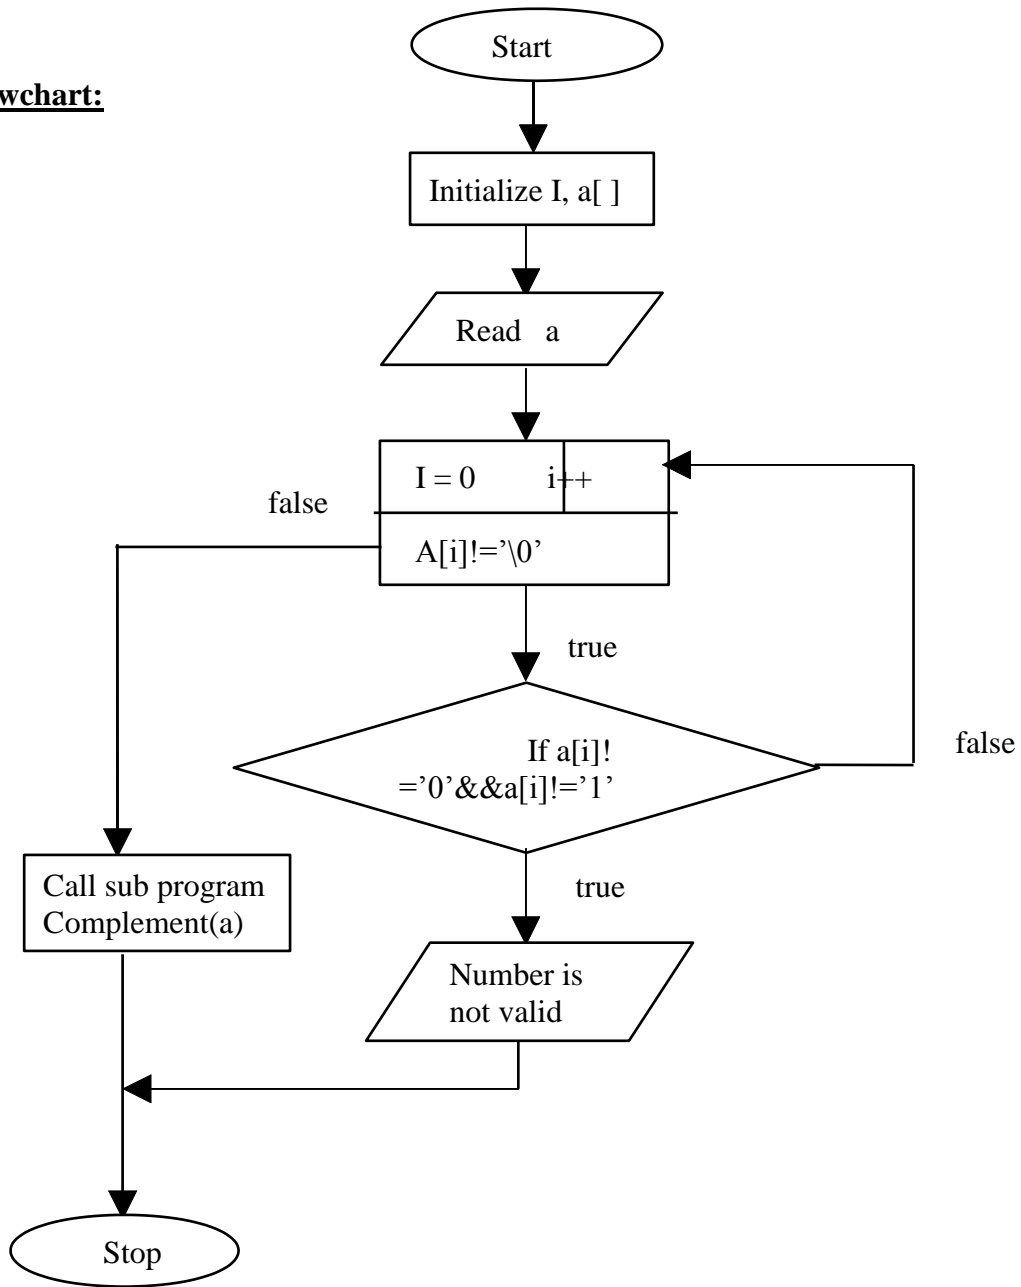 Start
wchart:
Initialize I, a[ ]
Read a
I = 0 i++
false
A[i]!=’\0’
true
If a[i]!
=’0’&&a[i]!=’1’
false
Call sub program
Complement(a)
true
Number is
not valid
Stop